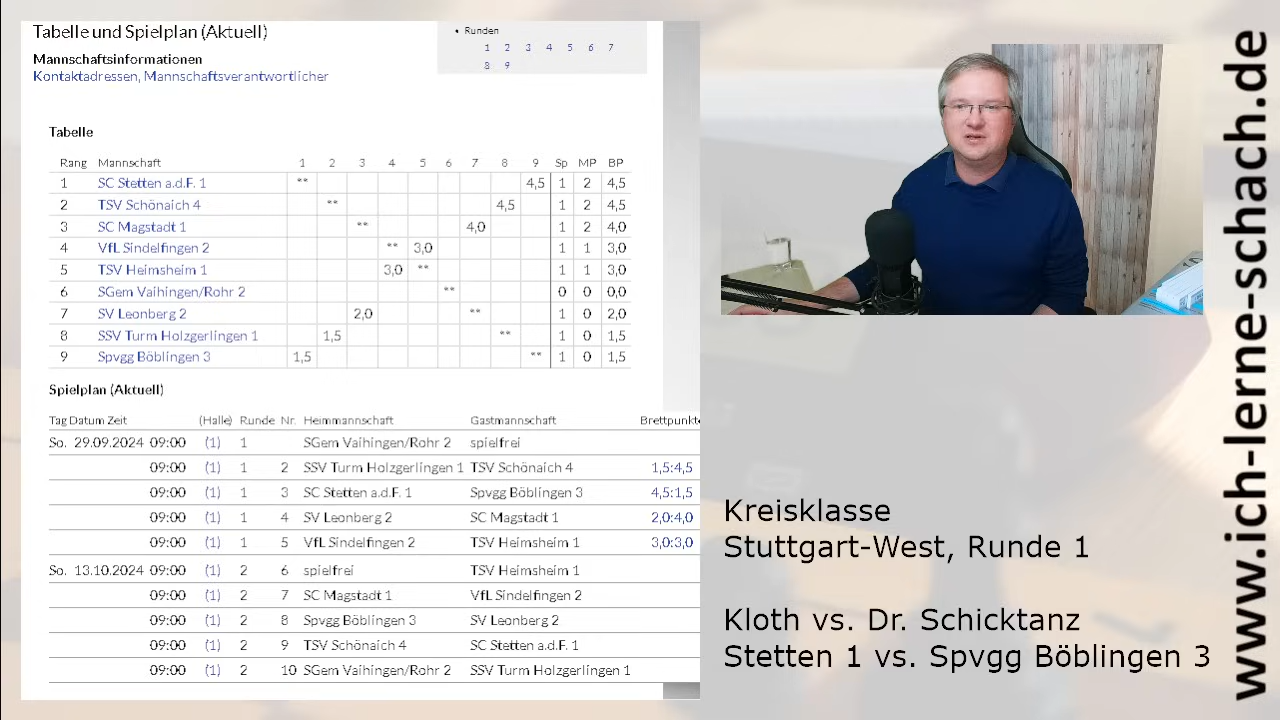 Tabelle und Spielplan (Aktuell)
• Runden
1 2 3 4 5 6 7
8 9
Mannschaftsinformationen
Kontaktadressen, Mannschaftsverantwortlicher
Tabelle
Rang Mannschaft 1 2 3 4 5 6 7 8 9 Sp MP BP
1 SC Stetten a.d.F. 1 ** 4,5 1 2 4,5
2 TSV Schönaich 4 ** 4,5 1 2 4,5
3 SC Magstadt 1 ** 4,0 1 2 4,0
4 VfL Sindelfingen 2 ** 3,0 1 1 3,0
5 TSV Heimsheim 1 3,0 ** 1 1 3,0
6 SGem Vaihingen/Rohr 2 ** 0 0 0,0
7 SV Leonberg 2 2,0 ** 1 0 2,0
8 SSV Turm Holzgerlingen 1 1,5 ** 1 0 1,5
9 Spvgg Böblingen 3 1,5 ** 1 0 1,5
Spielplan (Aktuell)
Tag Datum Zeit (Halle) Runde Nr. Heimmannschaft Gastmannschaft Brettpunkte
So. 29.09.2024 09:00 (1) 1 SGem Vaihingen/Rohr 2 spielfrei
09:00 (1) 1 2 SSV Turm Holzgerlingen 1 TSV Schönaich 4 1,5:4,5
09:00 (1) 1 3 SC Stetten a.d.F. 1 Spvgg Böblingen 3 4,5:1,5
09:00 (1) 1 4 SV Leonberg 2 SC Magstadt 1 2,0:4,0
09:00 (1) 1 5 VfL Sindelfingen 2 TSV Heimsheim 1 3,0:3,0
So. 13.10.2024 09:00 (1) 2 6 spielfrei TSV Heimsheim 1
09:00 (1) 2 7 SC Magstadt 1 VfL Sindelfingen 2
09:00 (1) 2 8 Spvgg Böblingen 3 SV Leonberg 2
09:00 (1) 2 9 TSV Schönaich 4 SC Stetten a.d.F. 1
09:00 (1) 2 10 SGem Vaihingen/Rohr 2 SSV Turm Holzgerlingen 1
Kreisklasse
Stuttgart-West, Runde 1
Kloth vs. Dr. Schicktanz
Stetten 1 vs. Spvgg Böblingen 3
www.ich-lerne-schach.de